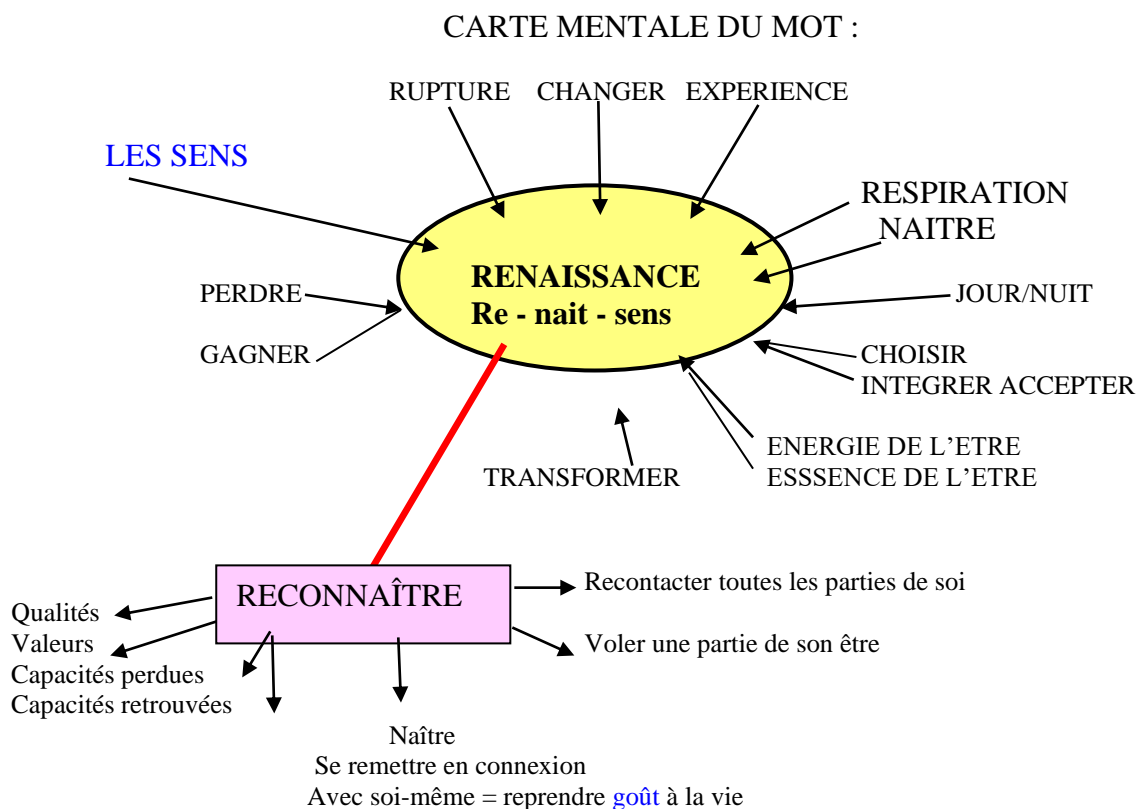 CARTE MENTALE DU MOT :
RUPTURE CHANGER EXPERIENCE
LES SENS
RESPIRATION
NAITRE
RENAISSANCE
Re - nait - sens
PERDRE
GAGNER
JOUR/NUIT
CHOISIR
INTEGRER ACCEPTER
ENERGIE DE L’ETRE
ESSSENCE DE L’ETRE
TRANSFORMER
RECONNAÎTRE
Recontacter toutes les parties de soi
Voler une partie de son être
Qualités
Valeurs
Capacités perdues
Capacités retrouvées
Naître
Se remettre en connexion
Avec soi-même = reprendre goût à la vie